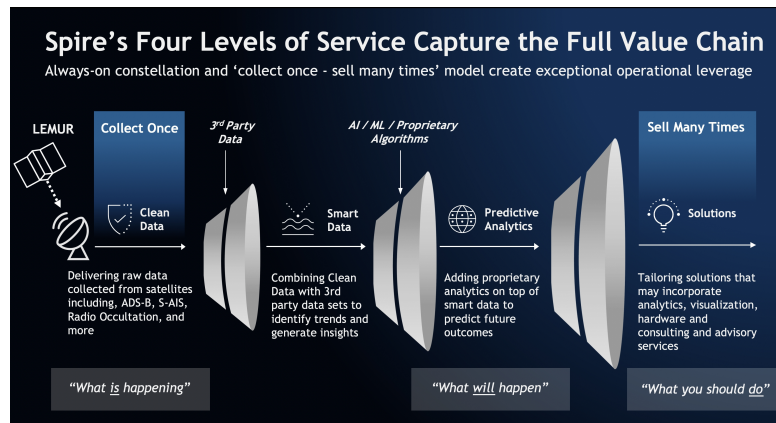 Spire's Four Levels of Service Capture the Full Value Chain
Always-on constellation and 'collect once - sell many times' model create exceptional operational leverage
LEMUR
Collect Once
3rd Party
Data
AI / ML / Proprietary
Algorithms
Sell Many Times
Clean
Data
Smart
Data
Predictive
Analytics
Solutions
Delivering raw data
collected from satellites
including, ADS-B, S-AIS,
Radio Occultation, and
more
Combining Clean
Data with 3rd
party data sets to
identify trends and
generate insights
Adding proprietary
analytics on top of
smart data to
predict future
outcomes
Tailoring solutions that
may incorporate
analytics, visualization,
hardware and
consulting and advisory
services
"What is happening"
"What will happen"
"What you should do"